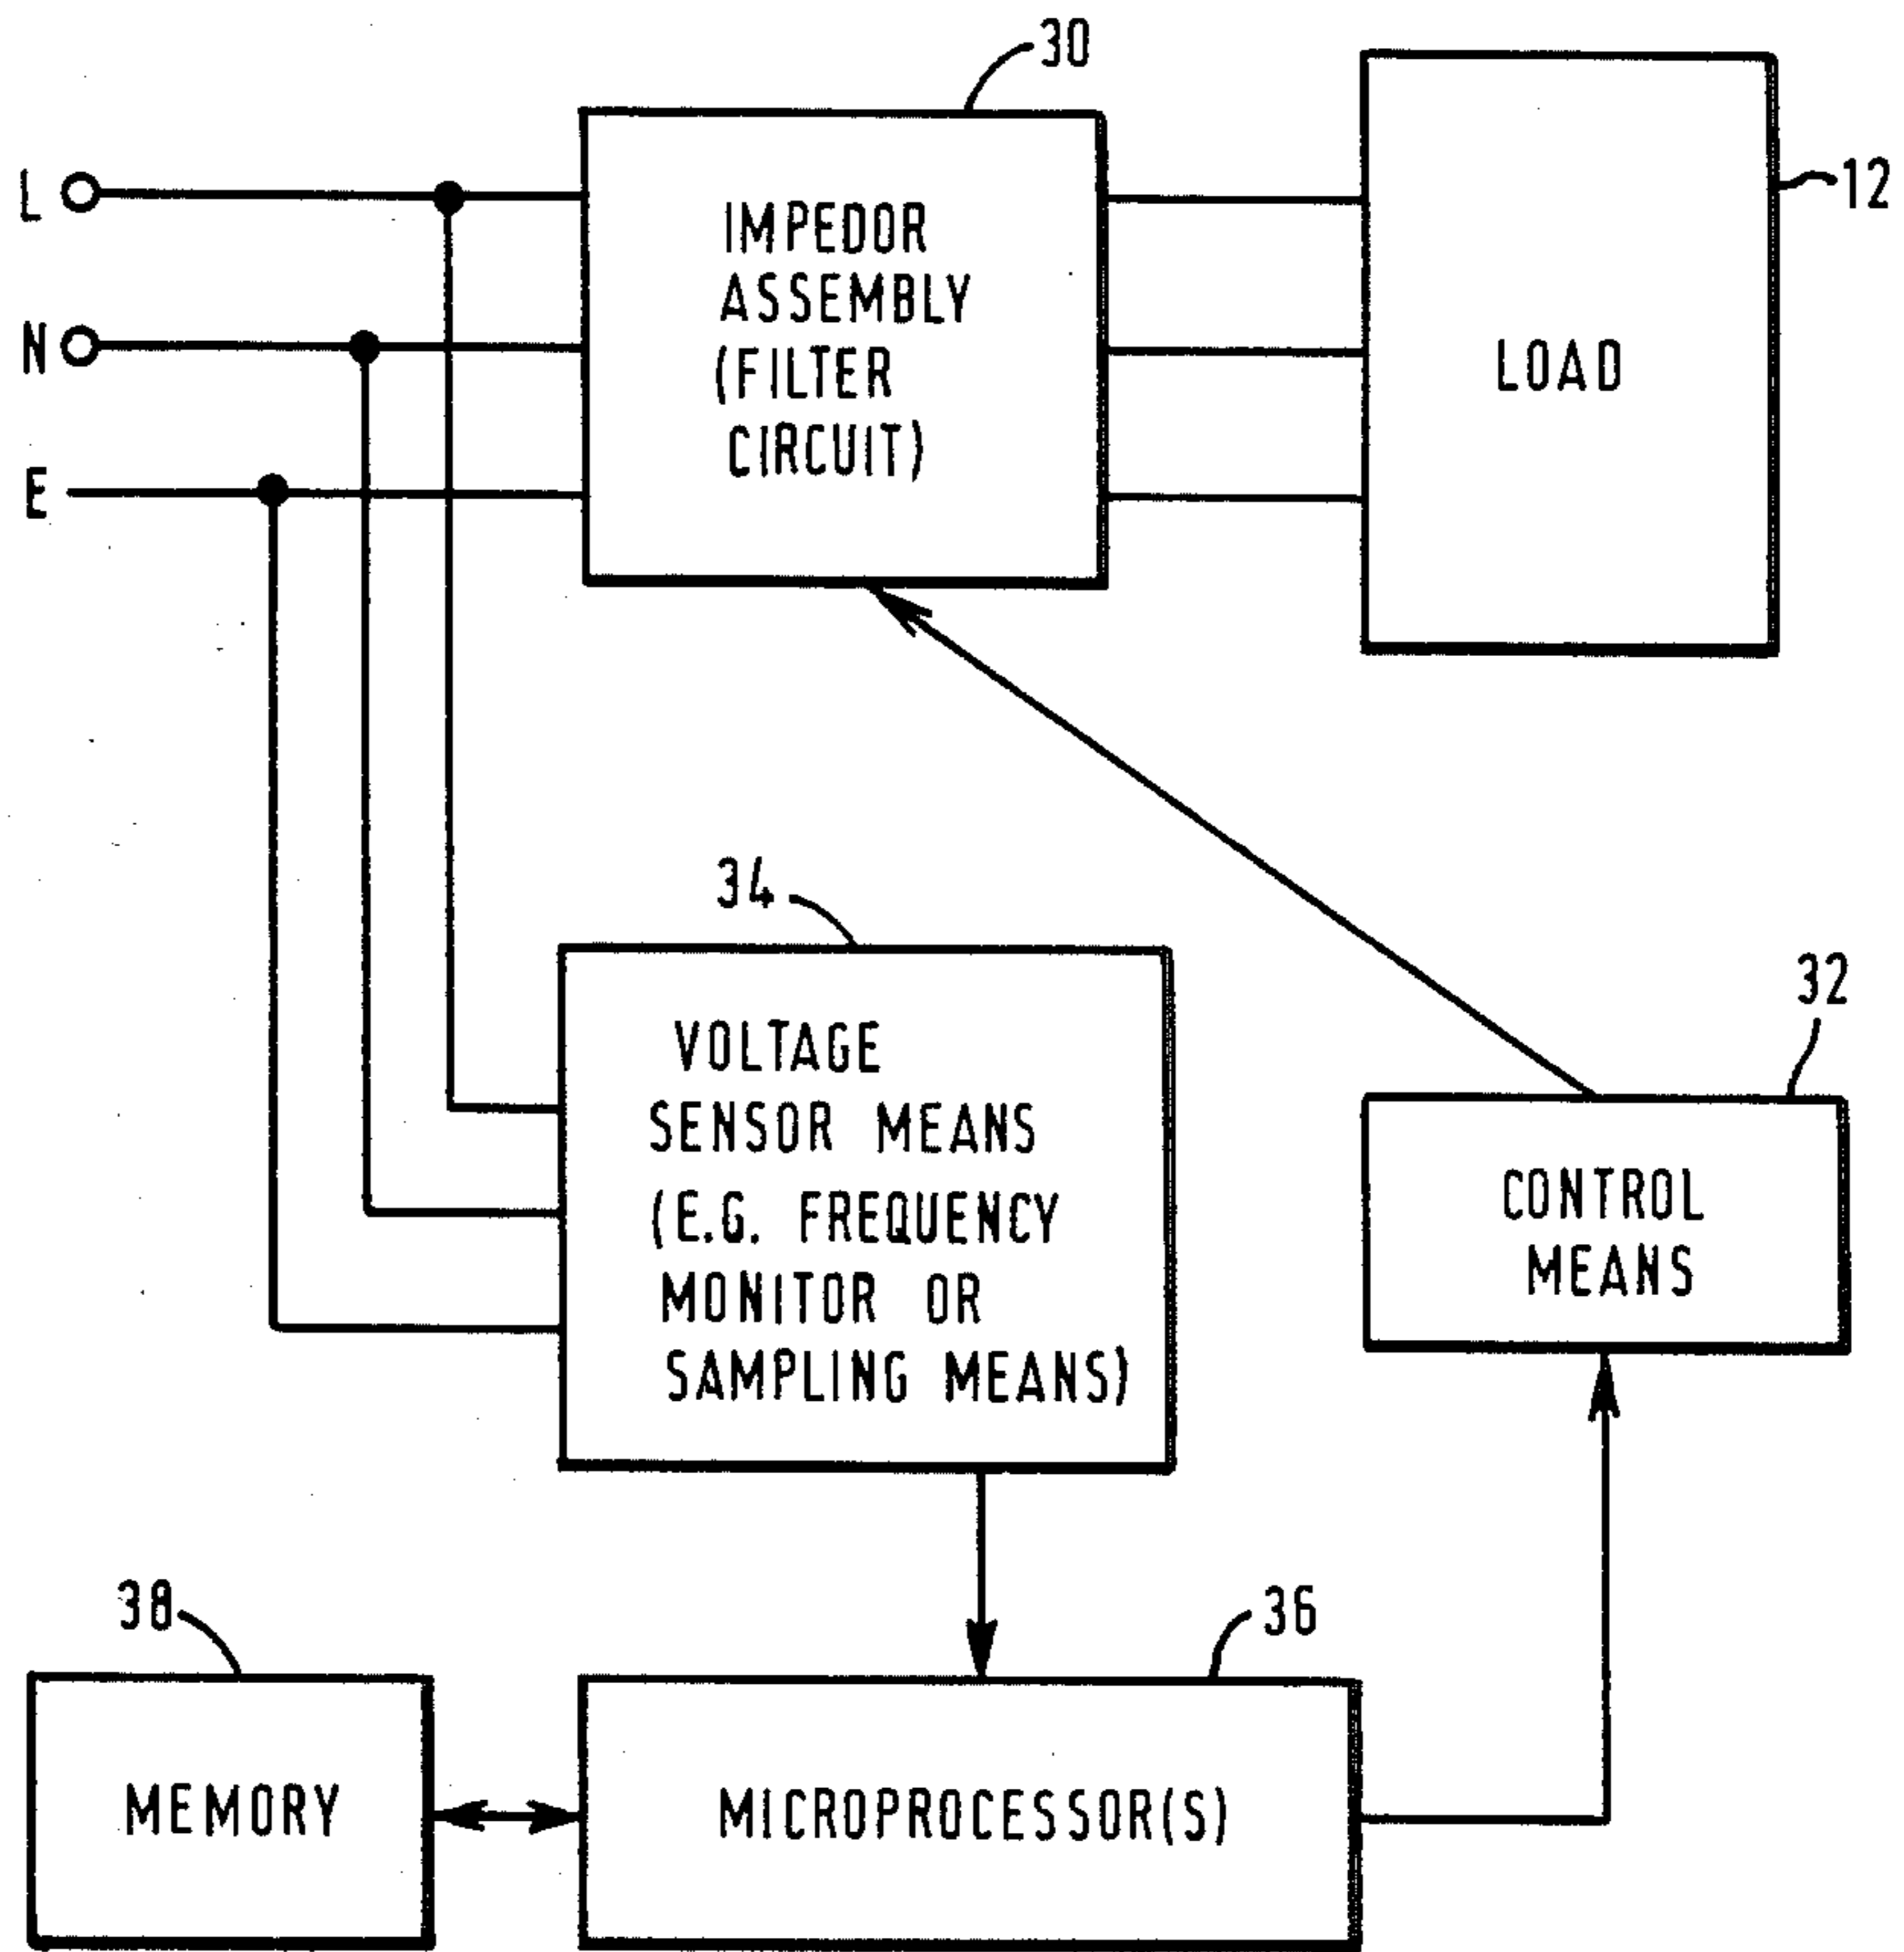 30
L
IMPEDOR
ASSEMBLY
(FILTER
CIRCUIT)
12
N
LOAD
E
34
VOLTAGE
SENSOR MEANS
(E.G. FREQUENCY
MONITOR OR
SAMPLING MEANS)
32
CONTROL
MEANS
38
36
MEMORY
MICROPROCESSOR(S)